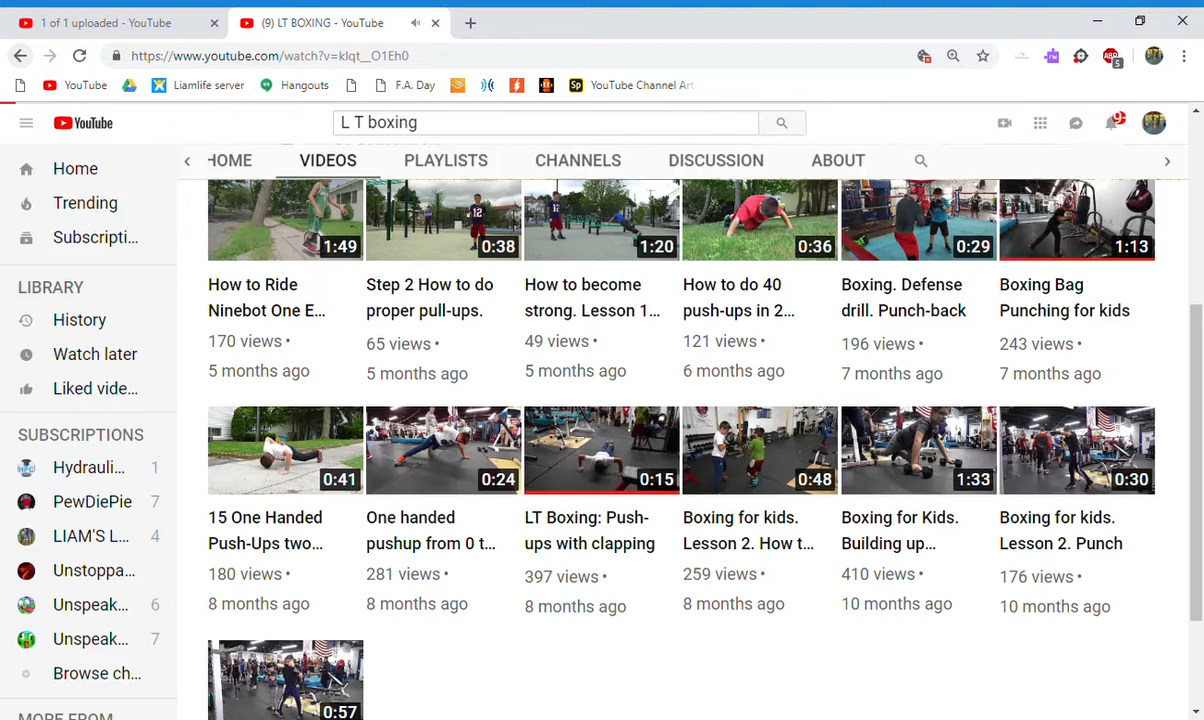 1 of 1 uploaded - YouTube
(9) LT BOXING - YouTube
https://www.youtube.com/watch?v=klqt__O1Eh0
ABP
5
YouTube
Liamlife server
Hangouts
F.A. Day
Sp
YouTube Channel Art
YouTube
L T boxing
9+
HOME
VIDEOS
PLAYLISTS
CHANNELS
DISCUSSION
ABOUT
Home
Trending
Subscripti...
LIBRARY
History
Watch later
Liked vide...
SUBSCRIPTIONS
Hydrauli... 1
PewDiePie 7
LIAM'S L... 4
Unstoppa...
Unspeak... 6
Unspeak... 7
Browse ch...
MORE FROM
1:49
How to Ride
Ninebot One E...
170 views •
5 months ago
12
0:38
Step 2 How to do
proper pull-ups.
65 views •
5 months ago
1:20
How to become
strong. Lesson 1...
49 views •
5 months ago
0:36
How to do 40
push-ups in 2...
121 views •
6 months ago
0:29
Boxing. Defense
drill. Punch-back
196 views •
7 months ago
1:13
Boxing Bag
Punching for kids
243 views •
7 months ago
0:41
15 One Handed
Push-Ups two...
180 views •
8 months ago
0:24
One handed
pushup from 0 t...
281 views •
8 months ago
0:15
LT Boxing: Push-
ups with clapping
397 views •
8 months ago
0:48
Boxing for kids.
Lesson 2. How t...
259 views •
8 months ago
1:33
Boxing for Kids.
Building up...
410 views •
10 months ago
0:30
Boxing for kids.
Lesson 2. Punch
176 views •
10 months ago
0:57